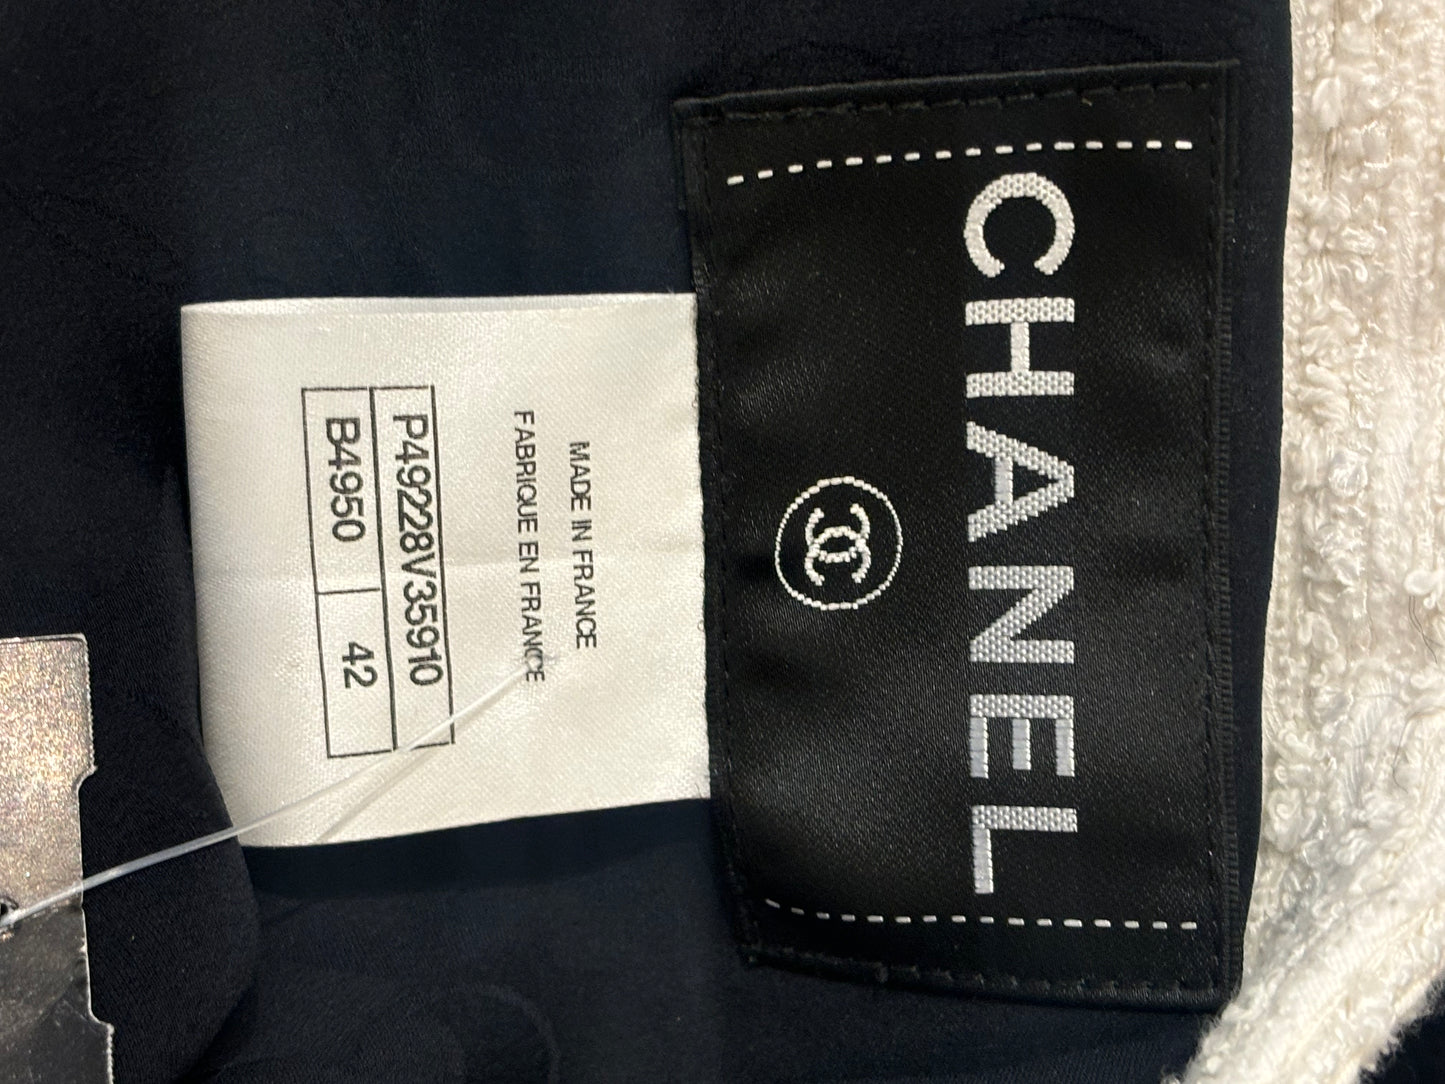 CHANEL
MADE IN FRANCE
FABRIQUE EN FRANCE
P49228V35910
B4950 42